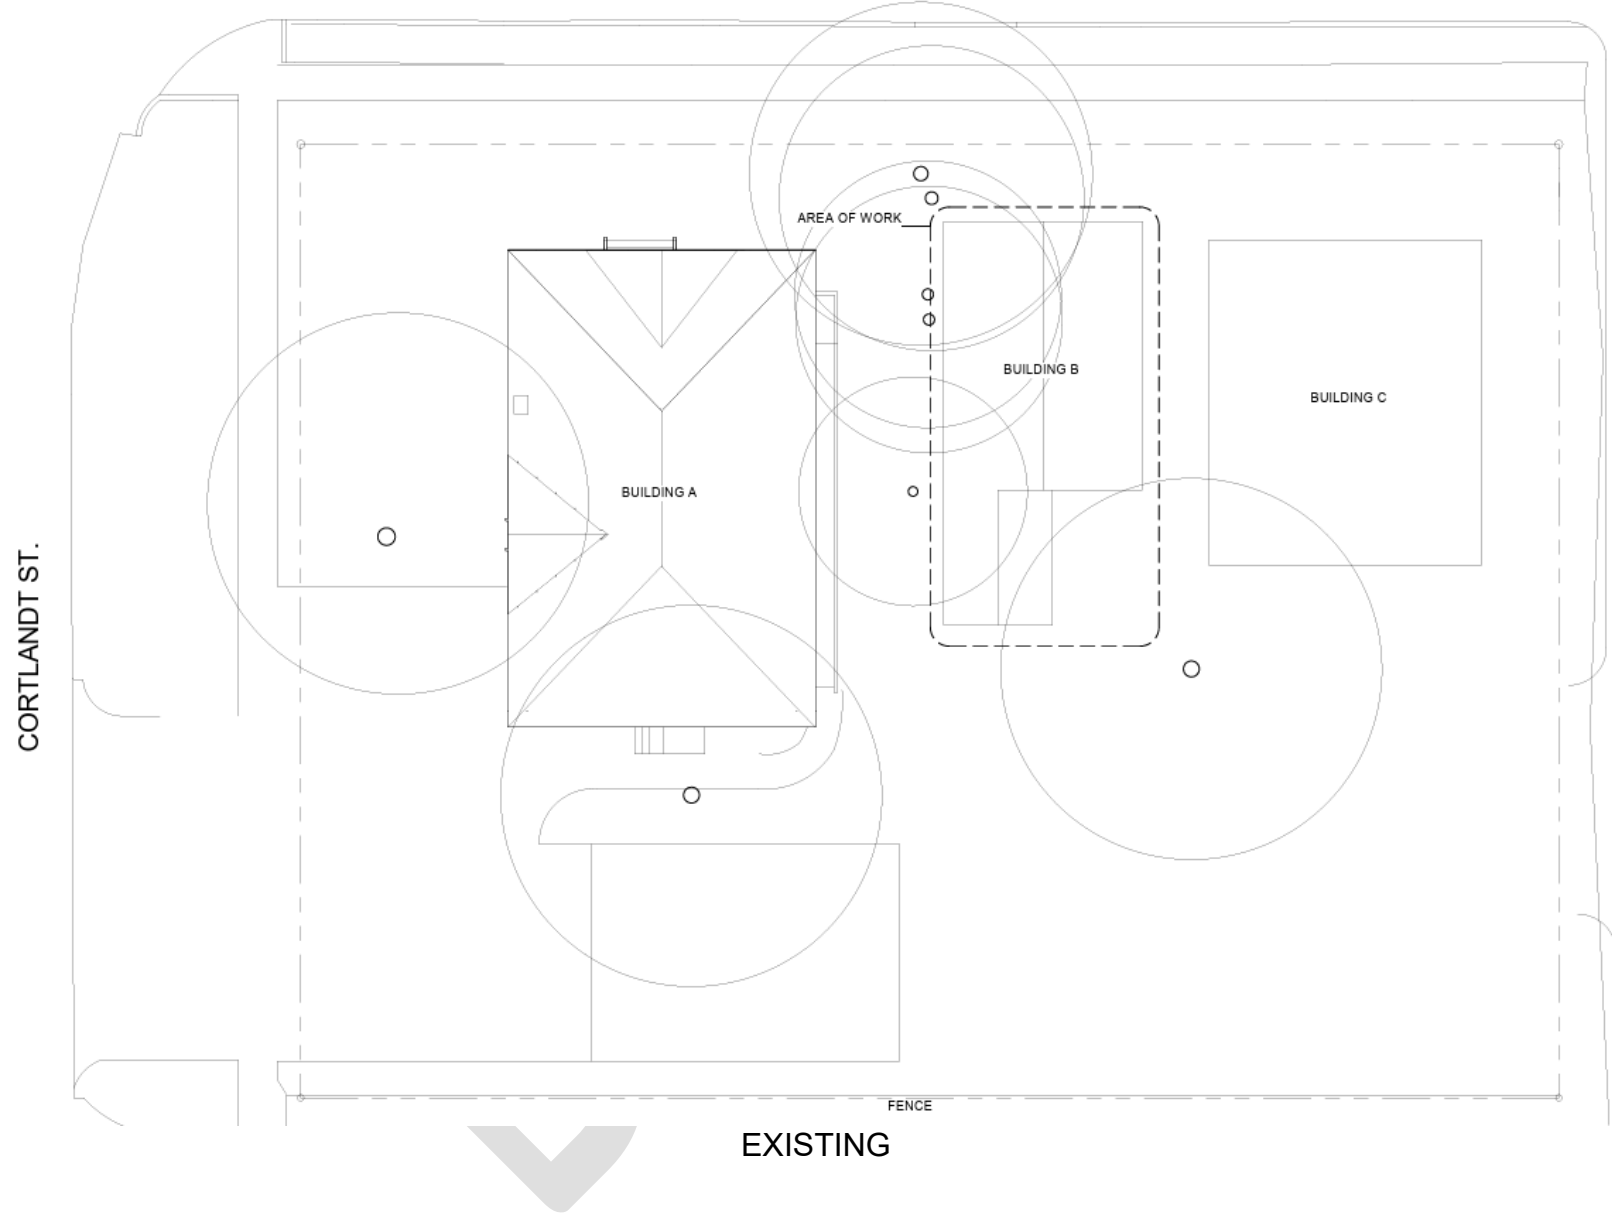 AREA OF WORK
BUILDING B
BUILDING C
BUILDING A
CORTLANDT ST.
FENCE
EXISTING